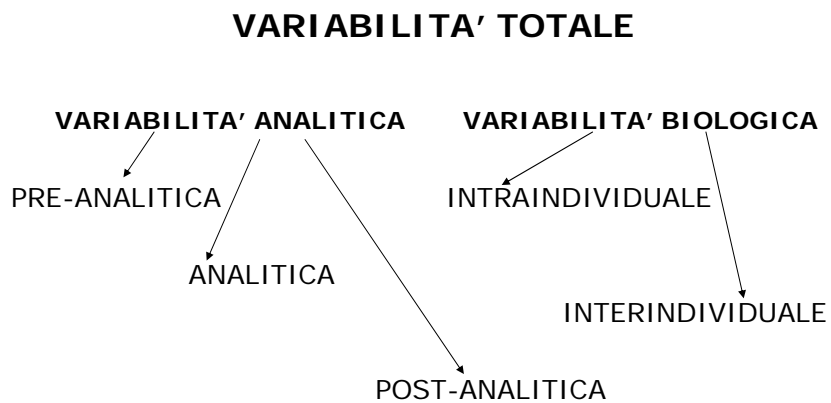 VARIABILITA’ TOTALE
VARIABILITA’ ANALITICA
VARIABILITA’ BIOLOGICA
PRE-ANALITICA
INTRAINDIVIDUALE
ANALITICA
INTERINDIVIDUALE
POST-ANALITICA